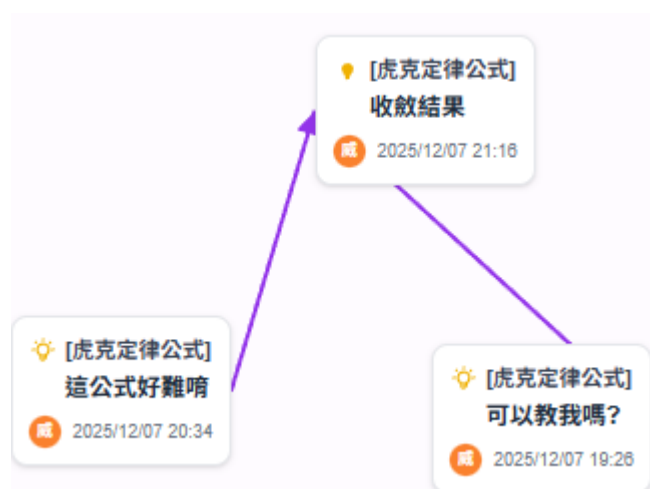 [虎克定律公式]
收斂結果
威 2025/12/07 21:16
[虎克定律公式]
這公式好難唷
威 2025/12/07 20:34
[虎克定律公式]
可以教我嗎?
威 2025/12/07 19:26